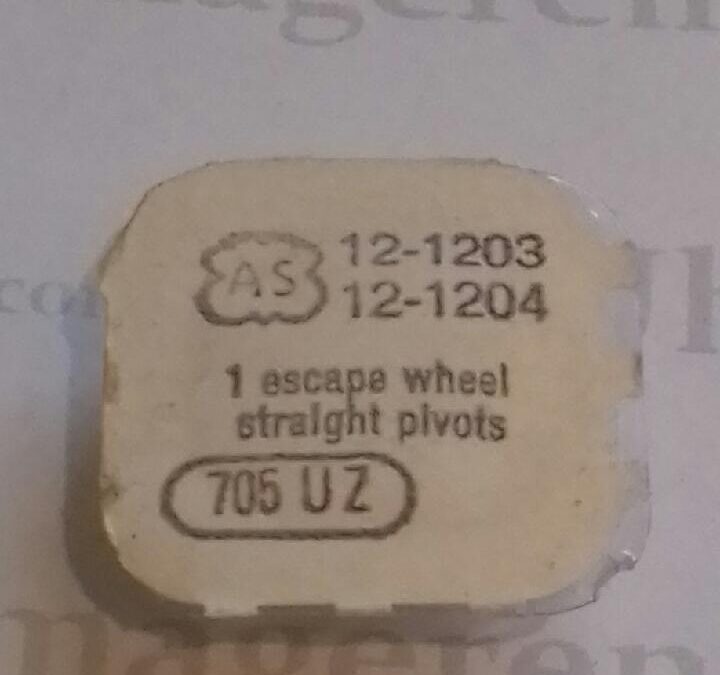 AS 12-1203
12-1204
1 escape wheel
straight pivots
705 UZ